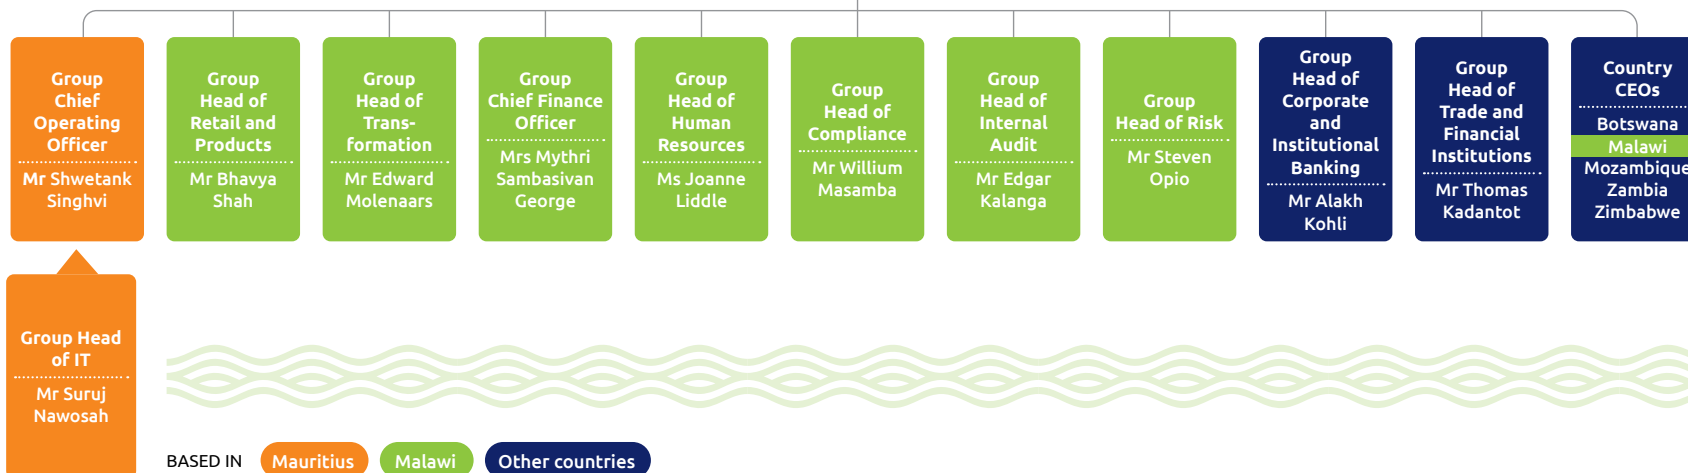 Group
Chief
Operating
Officer
Mr Shwetank
Singhvi
Group
Head of
Retail and
Products
Mr Bhavya
Shah
Group
Head of
Trans-
formation
Mr Edward
Molenaars
Group
Chief Finance
Officer
Mrs Mythri
Sambasivan
George
Group
Head of
Human
Resources
Ms Joanne
Liddle
Group
Head of
Compliance
Mr Willium
Masamba
Group
Head of
Internal
Audit
Mr Edgar
Kalanga
Group
Head of Risk
Mr Steven
Opio
Group
Head of
Corporate
and
Institutional
Banking
Mr Alakh
Kohli
Group
Head of
Trade and
Financial
Institutions
Mr Thomas
Kadantot
Country
CEOs
Botswana
Malawi
Mozambique
Zambia
Zimbabwe
Group Head
of IT
Mr Suruj
Nawosah
BASED IN Mauritius Malawi Other countries